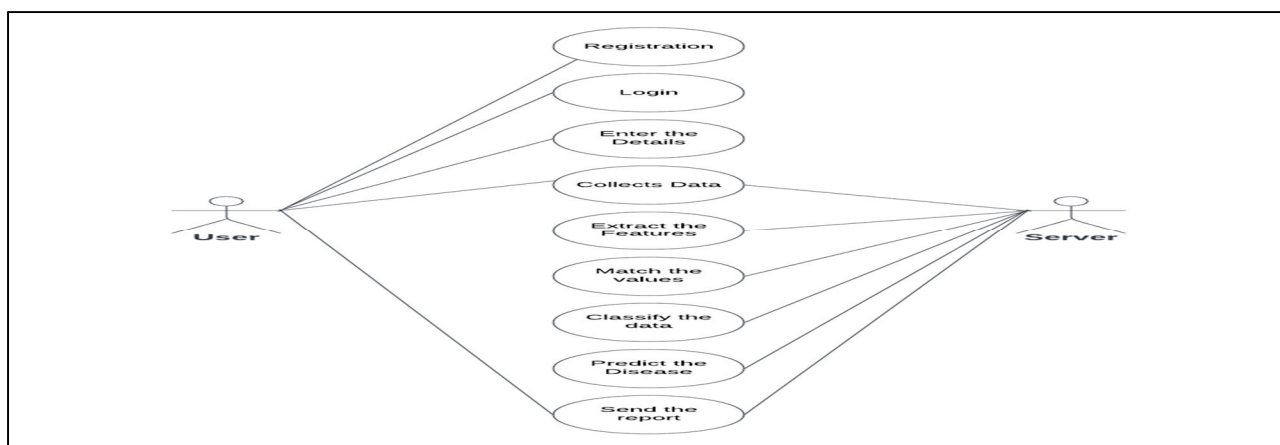 Registration
Login
Enter the
Details
Collects Data
Extract the
Features
Match the
values
Classify the
data
Predict the
Disease
Send the
report
User
Server